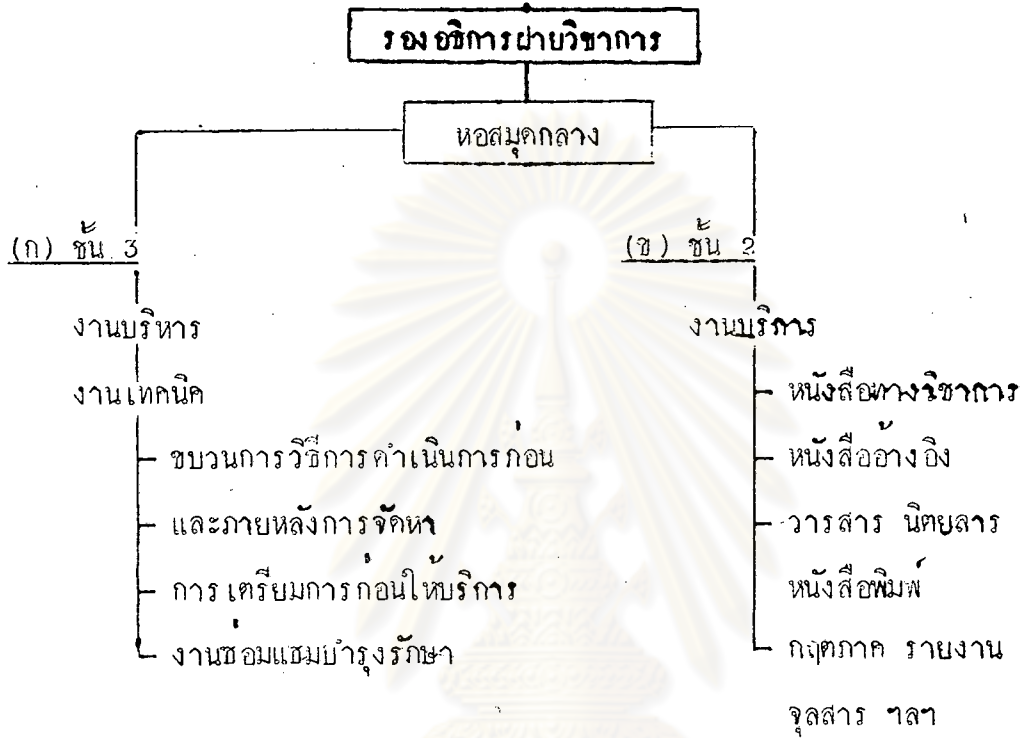 รองอธิการฝ่ายวิชาการ
หอสมุดกลาง
(ก) ชั้น 3
งานบริหาร
งานเทคนิค
ขบวนการวิธีการดำเนินการก่อน
และภายหลังการจัดหา
การเตรียมการก่อนให้บริการ
งานซ่อมแซมบำรุงรักษา
(ข) ชั้น 2
งานบริการ
หนังสือทางวิชาการ
หนังสืออ้างอิง
วารสาร นิตยสาร
หนังสือพิมพ์
กฤตภาค รายงาน
จุลสาร ฯลฯ